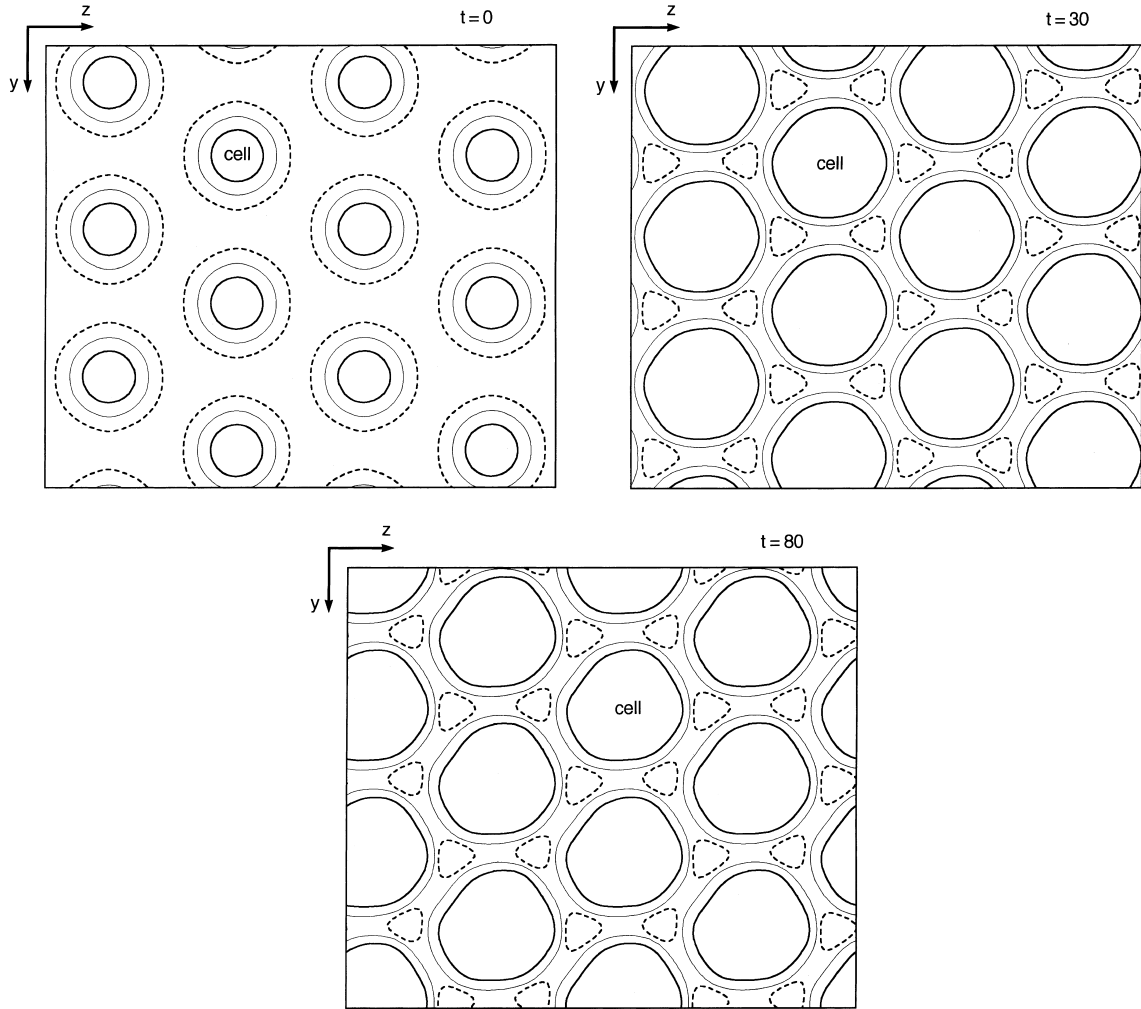 z
t = 0
y
cell
z
t = 30
y
cell
z
t = 80
y
cell